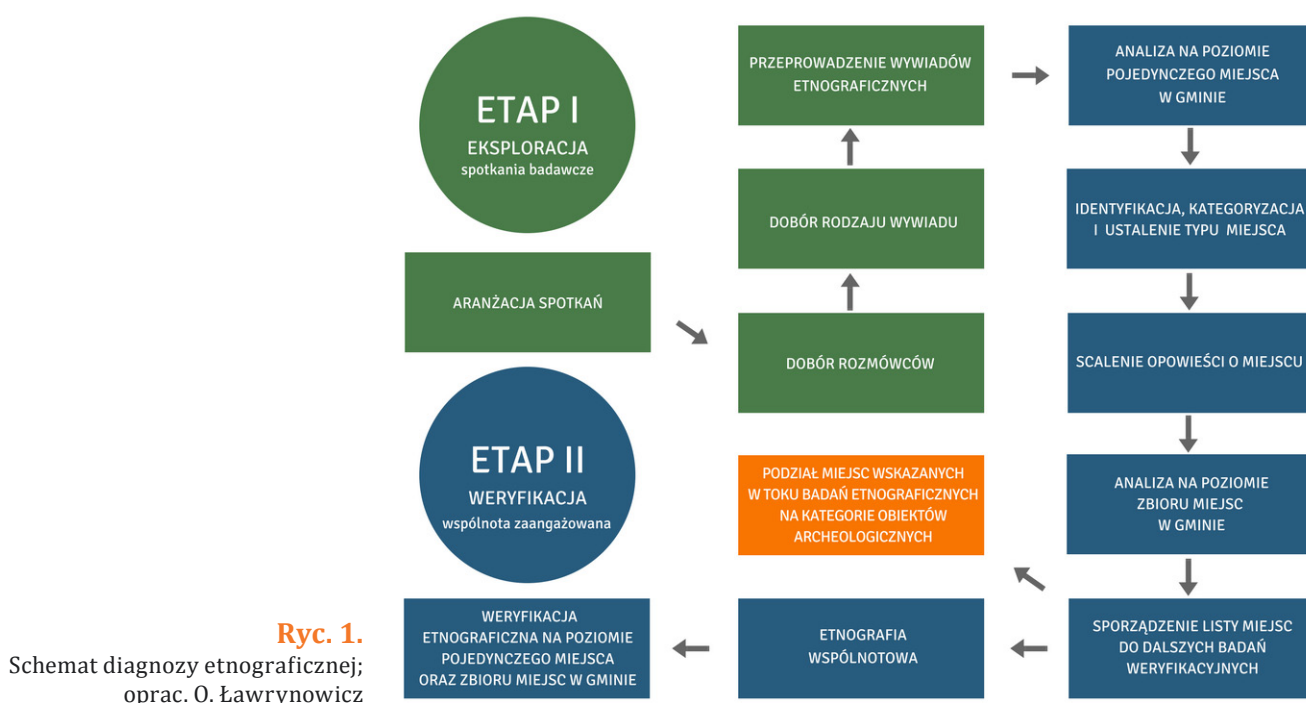 ETAP I
EKSPLORACJA
spotkania badawcze
ARANŻACJA SPOTKAŃ
DOBÓR ROZMÓWCÓW
DOBÓR RODZAJU WYWIADU
PRZEPROWADZENIE WYWIADÓW
ETNOGRAFICZNYCH
ANALIZA NA POZIOMIE
POJEDYNCZEGO MIEJSCA
W GMINIE
IDENTYFIKACJA, KATEGORYZACJA
I USTALENIE TYPU MIEJSCA
SCALENIE OPOWIEŚCI O MIEJSCU
ANALIZA NA POZIOMIE
ZBIORU MIEJSC
W GMINIE
SPORZĄDZENIE LISTY MIEJSC
DO DALSZYCH BADAŃ
WERYFIKACYJNYCH
PODZIAŁ MIEJSC WSKAZANYCH
W TOKU BADAŃ ETNOGRAFICZNYCH
NA KATEGORIE OBIEKTÓW
ARCHEOLOGICZNYCH
ETNOGRAFIA
WSPÓLNOTOWA
WERYFIKACJA
ETNOGRAFICZNA NA POZIOMIE
POJEDYNCZEGO MIEJSCA
ORAZ ZBIORU MIEJSC W GMINIE
ETAP II
WERYFIKACJA
wspólnota zaangażowana
Ryc. 1.
Schemat diagnozy etnograficznej;
oprac. O. Ławrynowicz